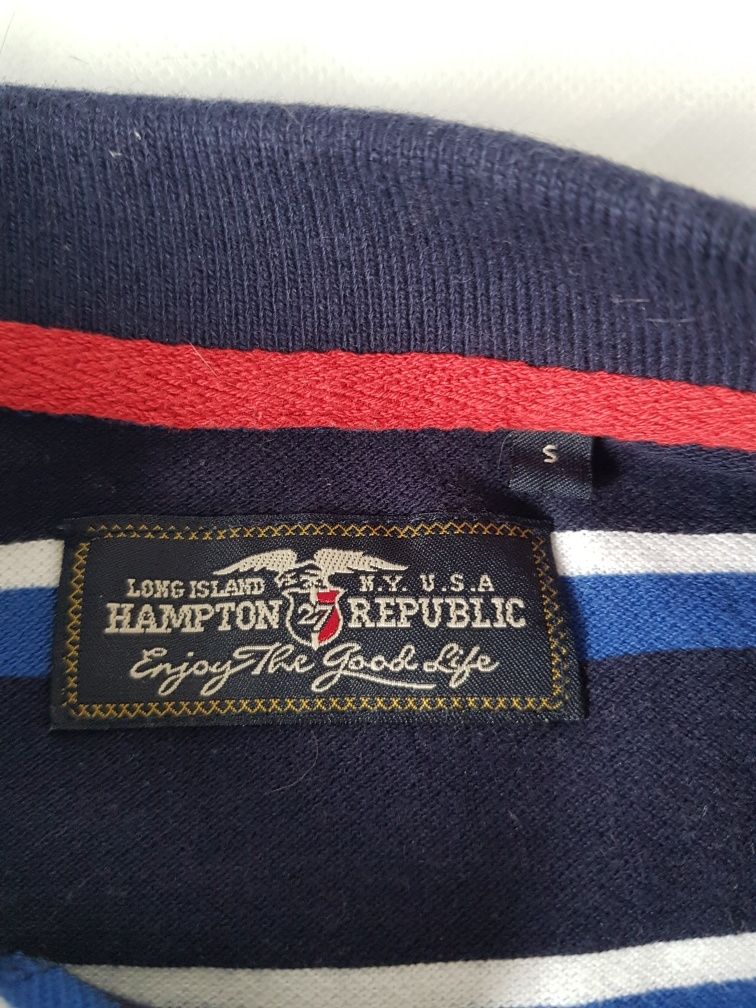 S
LONG ISLAND N.Y. U.S.A
HAMPTON 27 REPUBLIC
Enjoy The Good Life